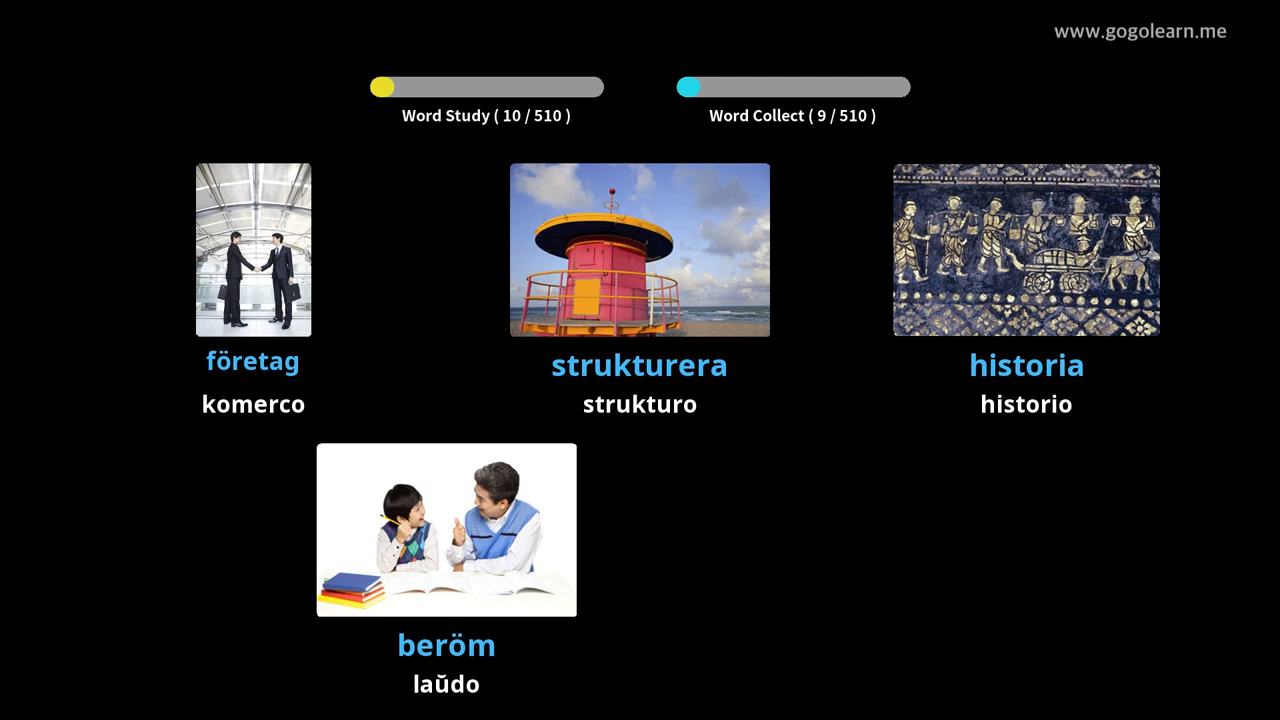 www.gogolearn.me
Word Study ( 10 / 510 )
Word Collect ( 9 / 510 )
företag
komerco
strukturera
strukturo
historia
historio
beröm
laŭdo